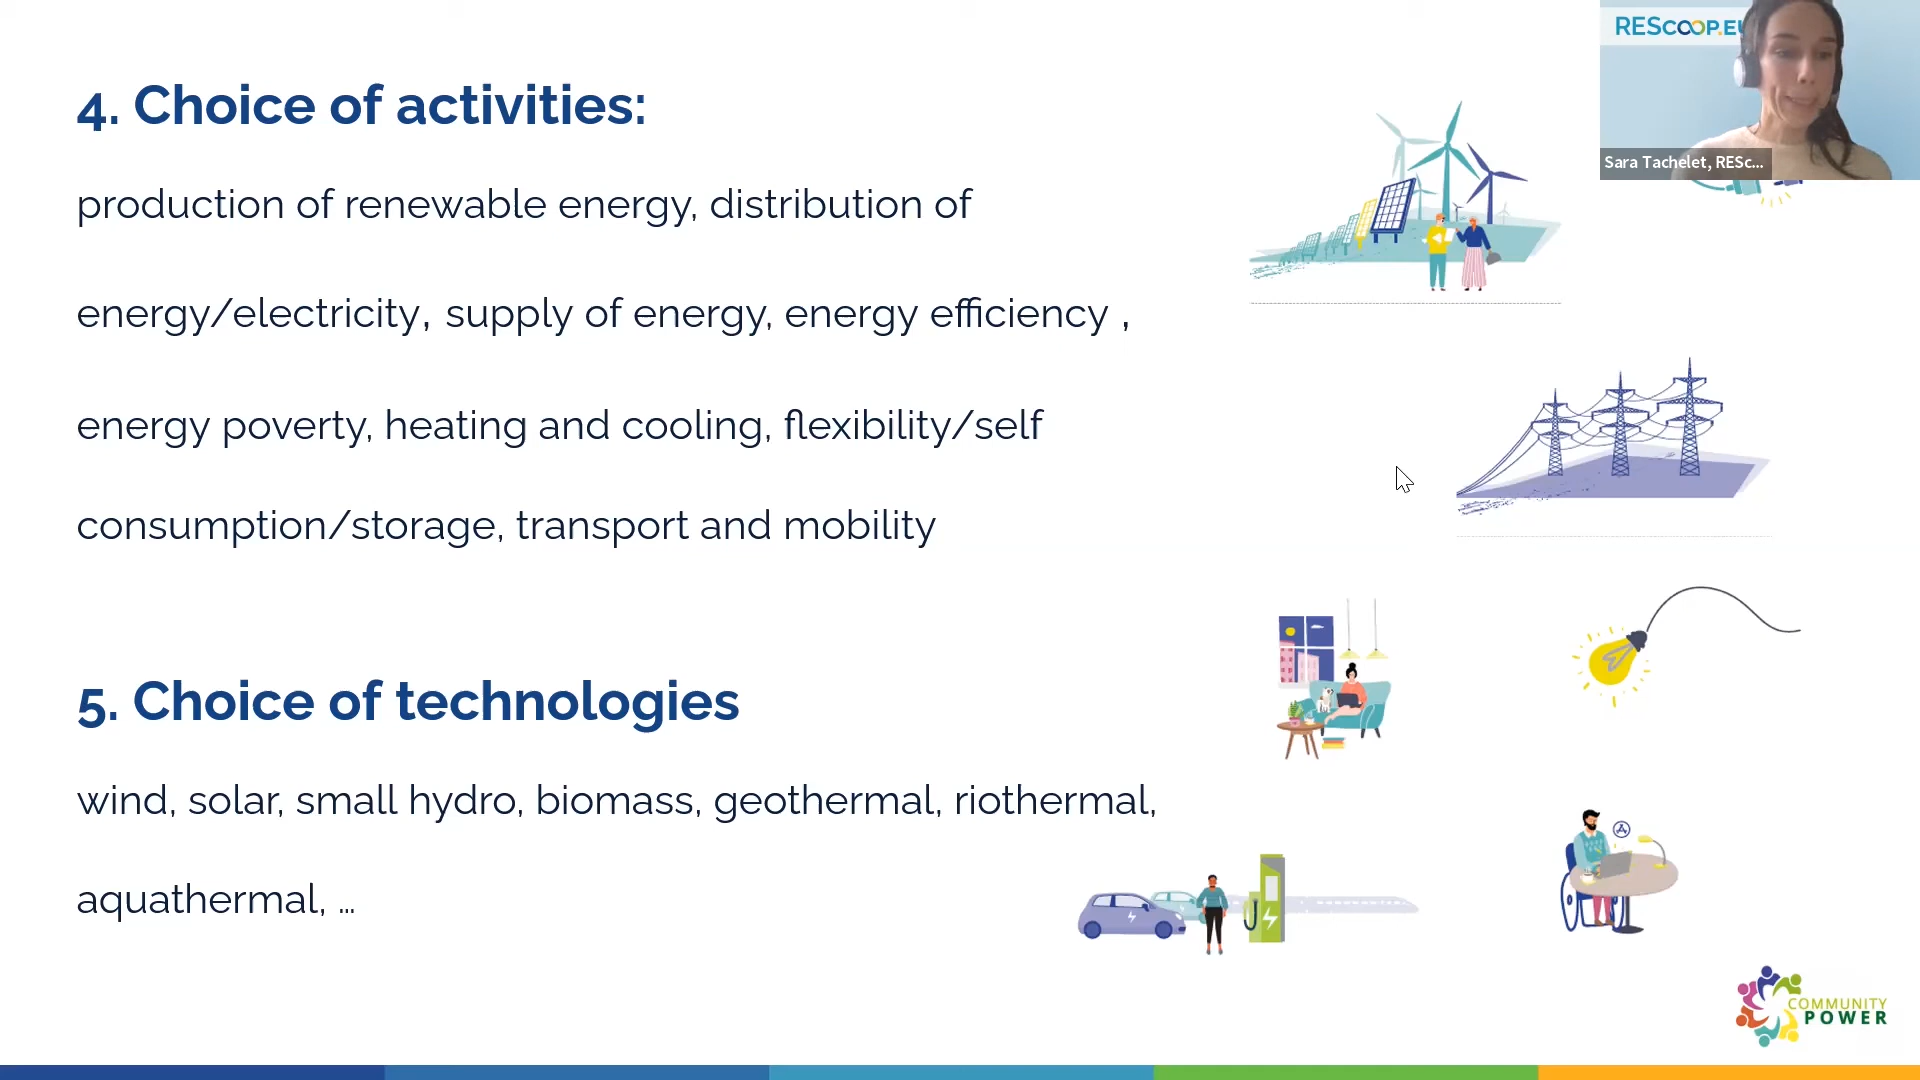 4. Choice of activities:
production of renewable energy, distribution of
energy/electricity, supply of energy, energy efficiency ,
energy poverty, heating and cooling, flexibility/self
consumption/storage, transport and mobility
5. Choice of technologies
wind, solar, small hydro, biomass, geothermal, riothermal,
aquathermal, ...
REScoop.EU
Sara Tachelet, RESc...
COMMUNITY
POWER